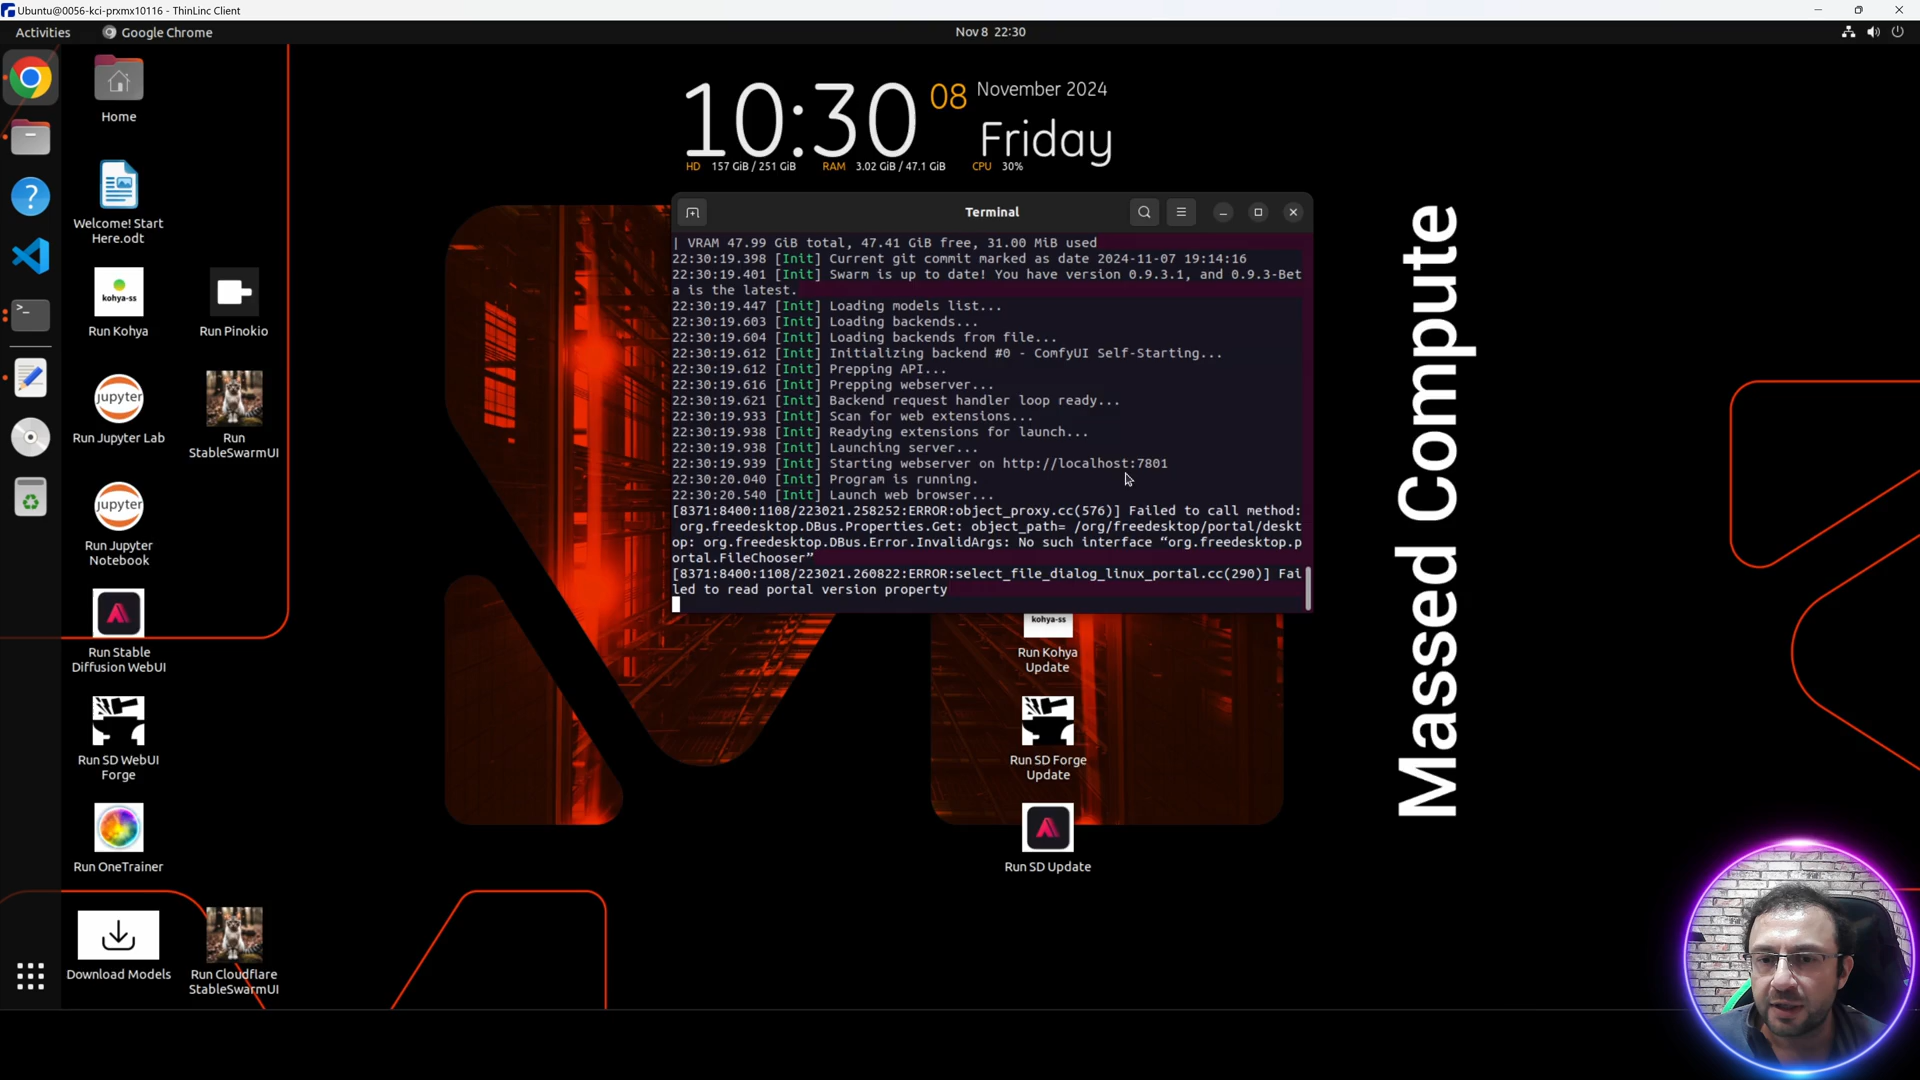 Ubuntu@0056-kci-prxmx10116 - ThinLinc Client
Activities
Google Chrome
Nov 8 22:30
10:30
08
November 2024
Friday
HD 157 GiB / 251 GiB RAM 3.02 GiB / 47.1 GiB CPU 30%
Home
Welcome! Start
Here.odt
kohya-ss
Run Kohya
Run Pinokio
jupyter
Run Jupyter Lab
Run
StableSwarmUI
jupyter
Run Jupyter
Notebook
Run Stable
Diffusion WebUI
Run SD WebUI
Forge
Run OneTrainer
Download Models
Run Cloudflare
StableSwarmUI
Terminal
| VRAM 47.99 GiB total, 47.41 GiB free, 31.00 MiB used
22:30:19.398 [Init] Current git commit marked as date 2024-11-07 19:14:16
22:30:19.401 [Init] Swarm is up to date! You have version 0.9.3.1, and 0.9.3-Bet
a is the latest.
22:30:19.447 [Init] Loading models list...
22:30:19.603 [Init] Loading backends...
22:30:19.604 [Init] Loading backends from file...
22:30:19.612 [Init] Initializing backend #0 - ComfyUI Self-Starting...
22:30:19.612 [Init] Prepping API...
22:30:19.616 [Init] Prepping webserver...
22:30:19.621 [Init] Backend request handler loop ready...
22:30:19.933 [Init] Scan for web extensions...
22:30:19.938 [Init] Readying extensions for launch...
22:30:19.938 [Init] Launching server...
22:30:19.939 [Init] Starting webserver on http://localhost:7801
22:30:20.040 [Init] Program is running.
22:30:20.540 [Init] Launch web browser...
[8371:8400:1108/223021.258252:ERROR:object_proxy.cc(576)] Failed to call method:
org.freedesktop.DBus.Properties.Get: object_path= /org/freedesktop/portal/deskt
op: org.freedesktop.DBus.Error.InvalidArgs: No such interface “org.freedesktop.p
ortal.FileChooser”
[8371:8400:1108/223021.260822:ERROR:select_file_dialog_linux_portal.cc(290)] Fai
led to read portal version property
kohya-ss
Run Kohya
Update
Run SD Forge
Update
Run SD Update
Massed Compute